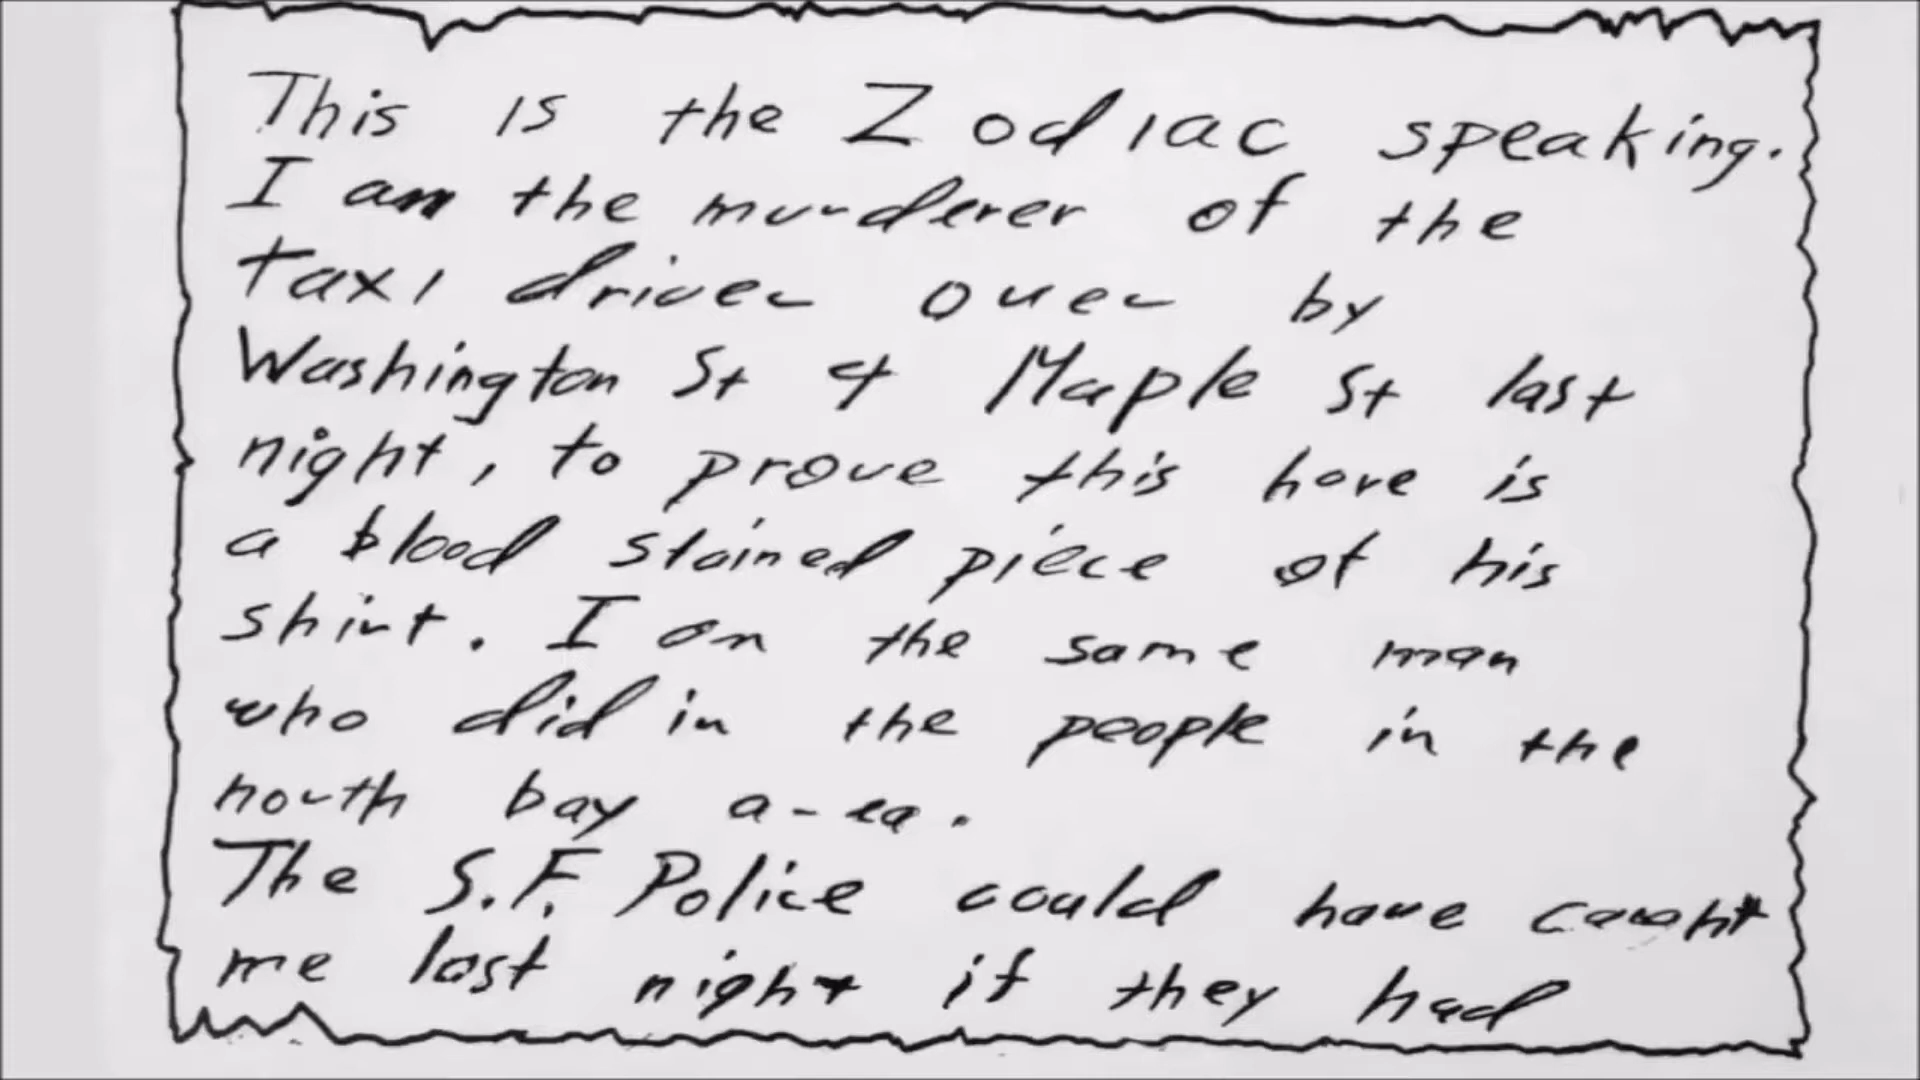 This is the Zodiac speaking.
I am the murderer of the
taxi driver over by
Washington St & Maple St last
night, to prove this here is
a blood stained piece of his
shirt. I am the same man
who did in the people in the
north bay area.
The S.F. Police could have caught
me last night if they had